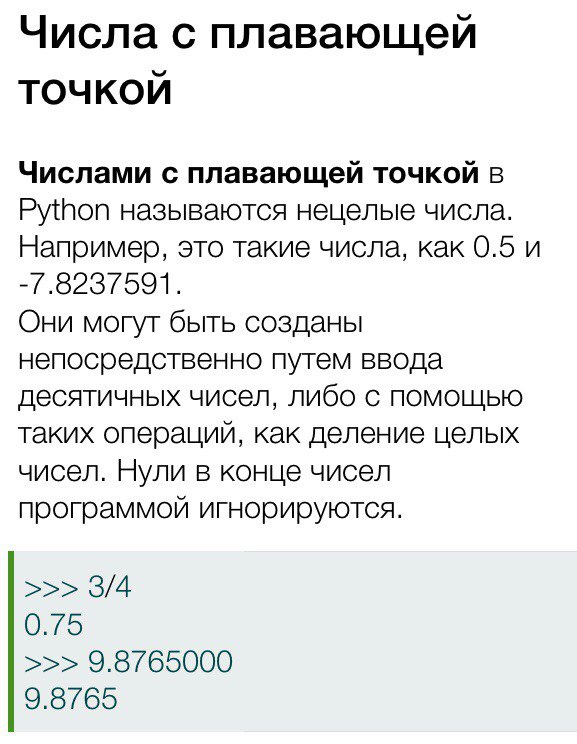 Числа с плавающей
точкой
Числами с плавающей точкой в
Python называются нецелые числа.
Например, это такие числа, как 0.5 и
-7.8237591.
Они могут быть созданы
непосредственно путем ввода
десятичных чисел, либо с помощью
таких операций, как деление целых
чисел. Нули в конце чисел
программой игнорируются.
>>> 3/4
0.75
>>> 9.8765000
9.8765